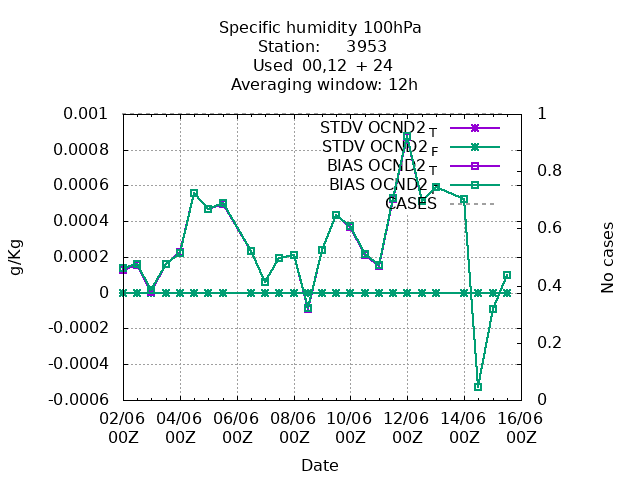 Specific humidity 100hPa
Station: 3953
Used 00,12 + 24
Averaging window: 12h
0.001
0.0008
0.0006
0.0004
0.0002
0
-0.0002
-0.0004
-0.0006
g/Kg
STDV OCND2 T
STDV OCND2 F
BIAS OCND2 T
BIAS OCND2
CASES
1
0.8
0.6
0.4
0.2
0
No cases
02/06 04/06 06/06 08/06 10/06 12/06 14/06 16/06
00Z 00Z 00Z 00Z 00Z 00Z 00Z 00Z
Date